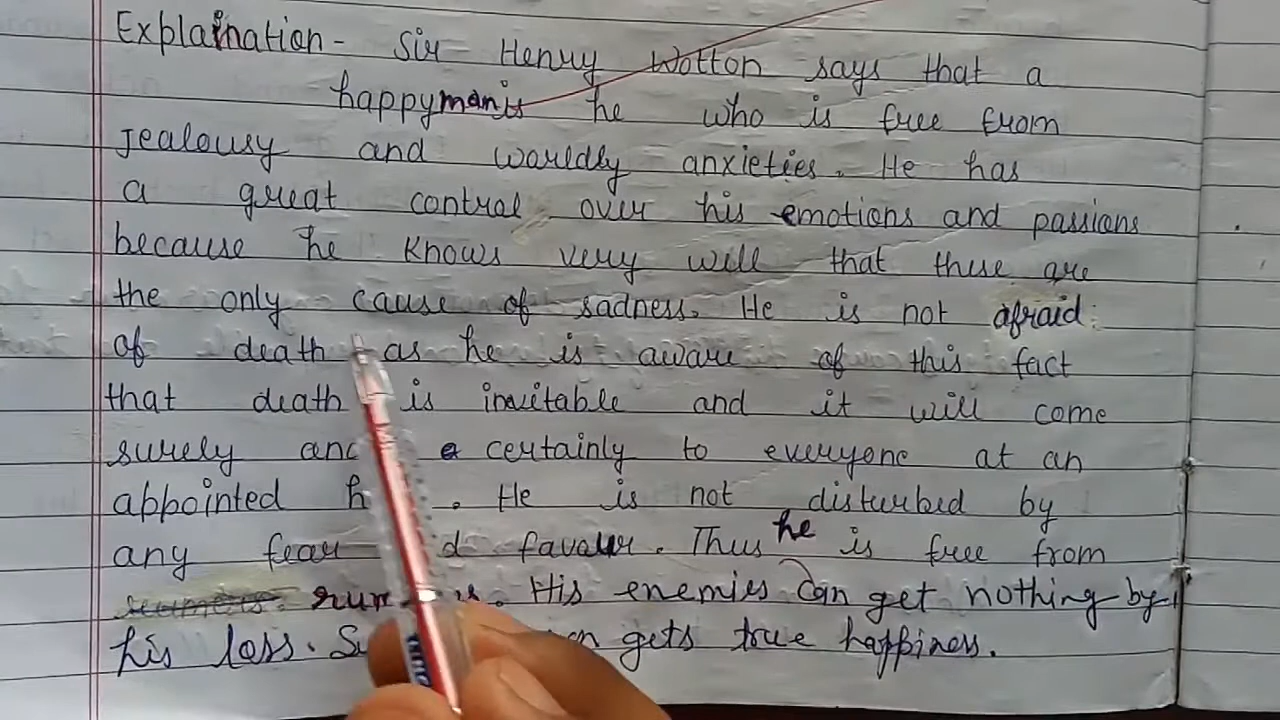 Explaination - Sir Henry Wotton says that a
happy man is he who is free from
Jealousy and worldly anxieties. He has
a great control over his emotions and passions
because he knows very well that these are
the only cause of sadness. He is not afraid
of death as he is aware of this fact
that death is inevitable and it will come
surely and certainly to everyone at an
appointed . He is not disturbed by
any fear favour. Thus he is free from
rumours. His enemies can get nothing by
his loss. gets true happiness.